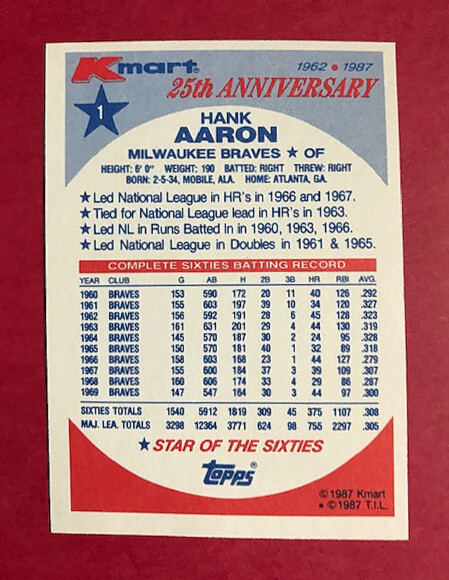 Kmart® 1962 • 1987
25th ANNIVERSARY
1
HANK
AARON
MILWAUKEE BRAVES ★ OF
HEIGHT: 6' 0" WEIGHT: 190 BATTED: RIGHT THREW: RIGHT
BORN: 2-5-34, MOBILE, ALA. HOME: ATLANTA, GA.
★ Led National League in HR's in 1966 and 1967.
★ Tied for National League lead in HR's in 1963.
★ Led NL in Runs Batted In in 1960, 1963, 1966.
★ Led National League in Doubles in 1961 & 1965.
COMPLETE SIXTIES BATTING RECORD
YEAR CLUB G AB H 2B 3B HR RBI AVG.
1960 BRAVES 153 590 172 20 11 40 126 .292
1961 BRAVES 155 603 197 39 10 34 120 .327
1962 BRAVES 156 592 191 28 6 45 128 .323
1963 BRAVES 161 631 201 29 4 44 130 .319
1964 BRAVES 145 570 187 30 2 24 95 .328
1965 BRAVES 150 570 181 40 1 32 89 .318
1966 BRAVES 158 603 168 23 1 44 127 .279
1967 BRAVES 155 600 184 37 3 39 109 .307
1968 BRAVES 160 606 174 33 4 29 86 .287
1969 BRAVES 147 547 164 30 3 44 97 .300
SIXTIES TOTALS 1540 5912 1819 309 45 375 1107 .308
MAJ. LEA. TOTALS 3298 12364 3771 624 98 755 2297 .305
★ STAR OF THE SIXTIES
topps®
© 1987 Kmart
• © 1987 T.I.L.